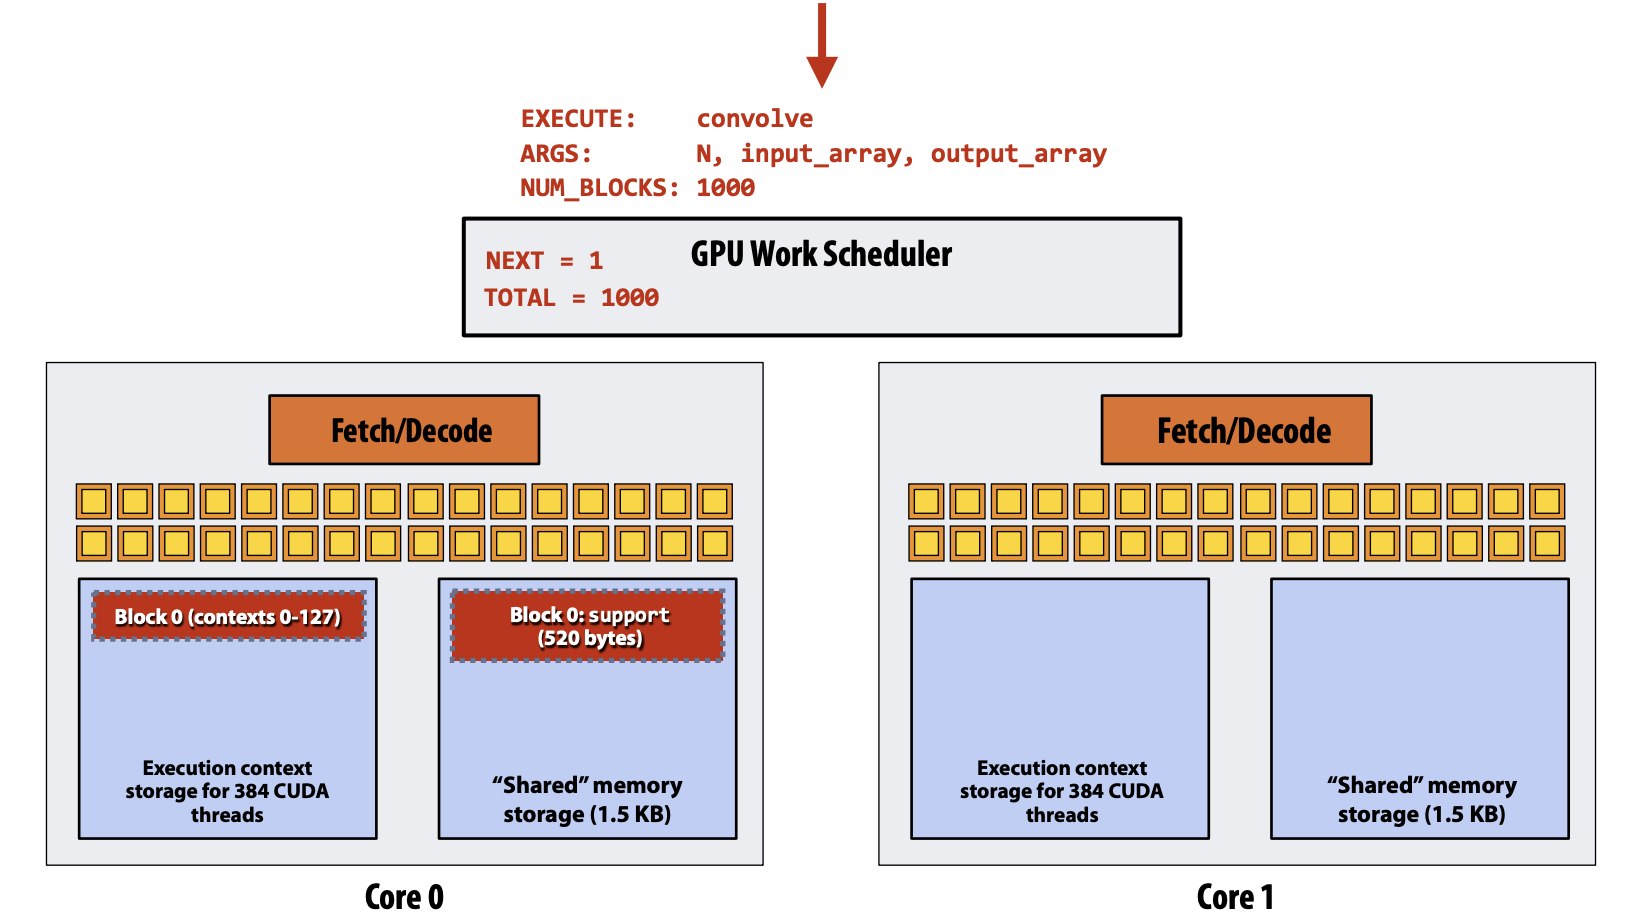 EXECUTE: convolve
ARGS: N, input_array, output_array
NUM_BLOCKS: 1000
GPU Work Scheduler
NEXT = 1
TOTAL = 1000
Fetch/Decode
Block 0 (contexts 0-127)
Execution context
storage for 384 CUDA
threads
Block 0: support
(520 bytes)
“Shared” memory
storage (1.5 KB)
Core 0
Fetch/Decode
Execution context
storage for 384 CUDA
threads
“Shared” memory
storage (1.5 KB)
Core 1